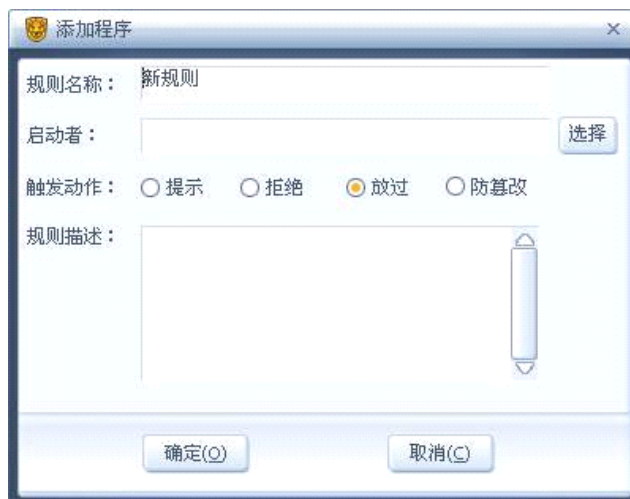 添加程序
规则名称：新规则
启动者： 选择
触发动作： 提示 拒绝 放过 防篡改
规则描述：
确定(O) 取消(C)